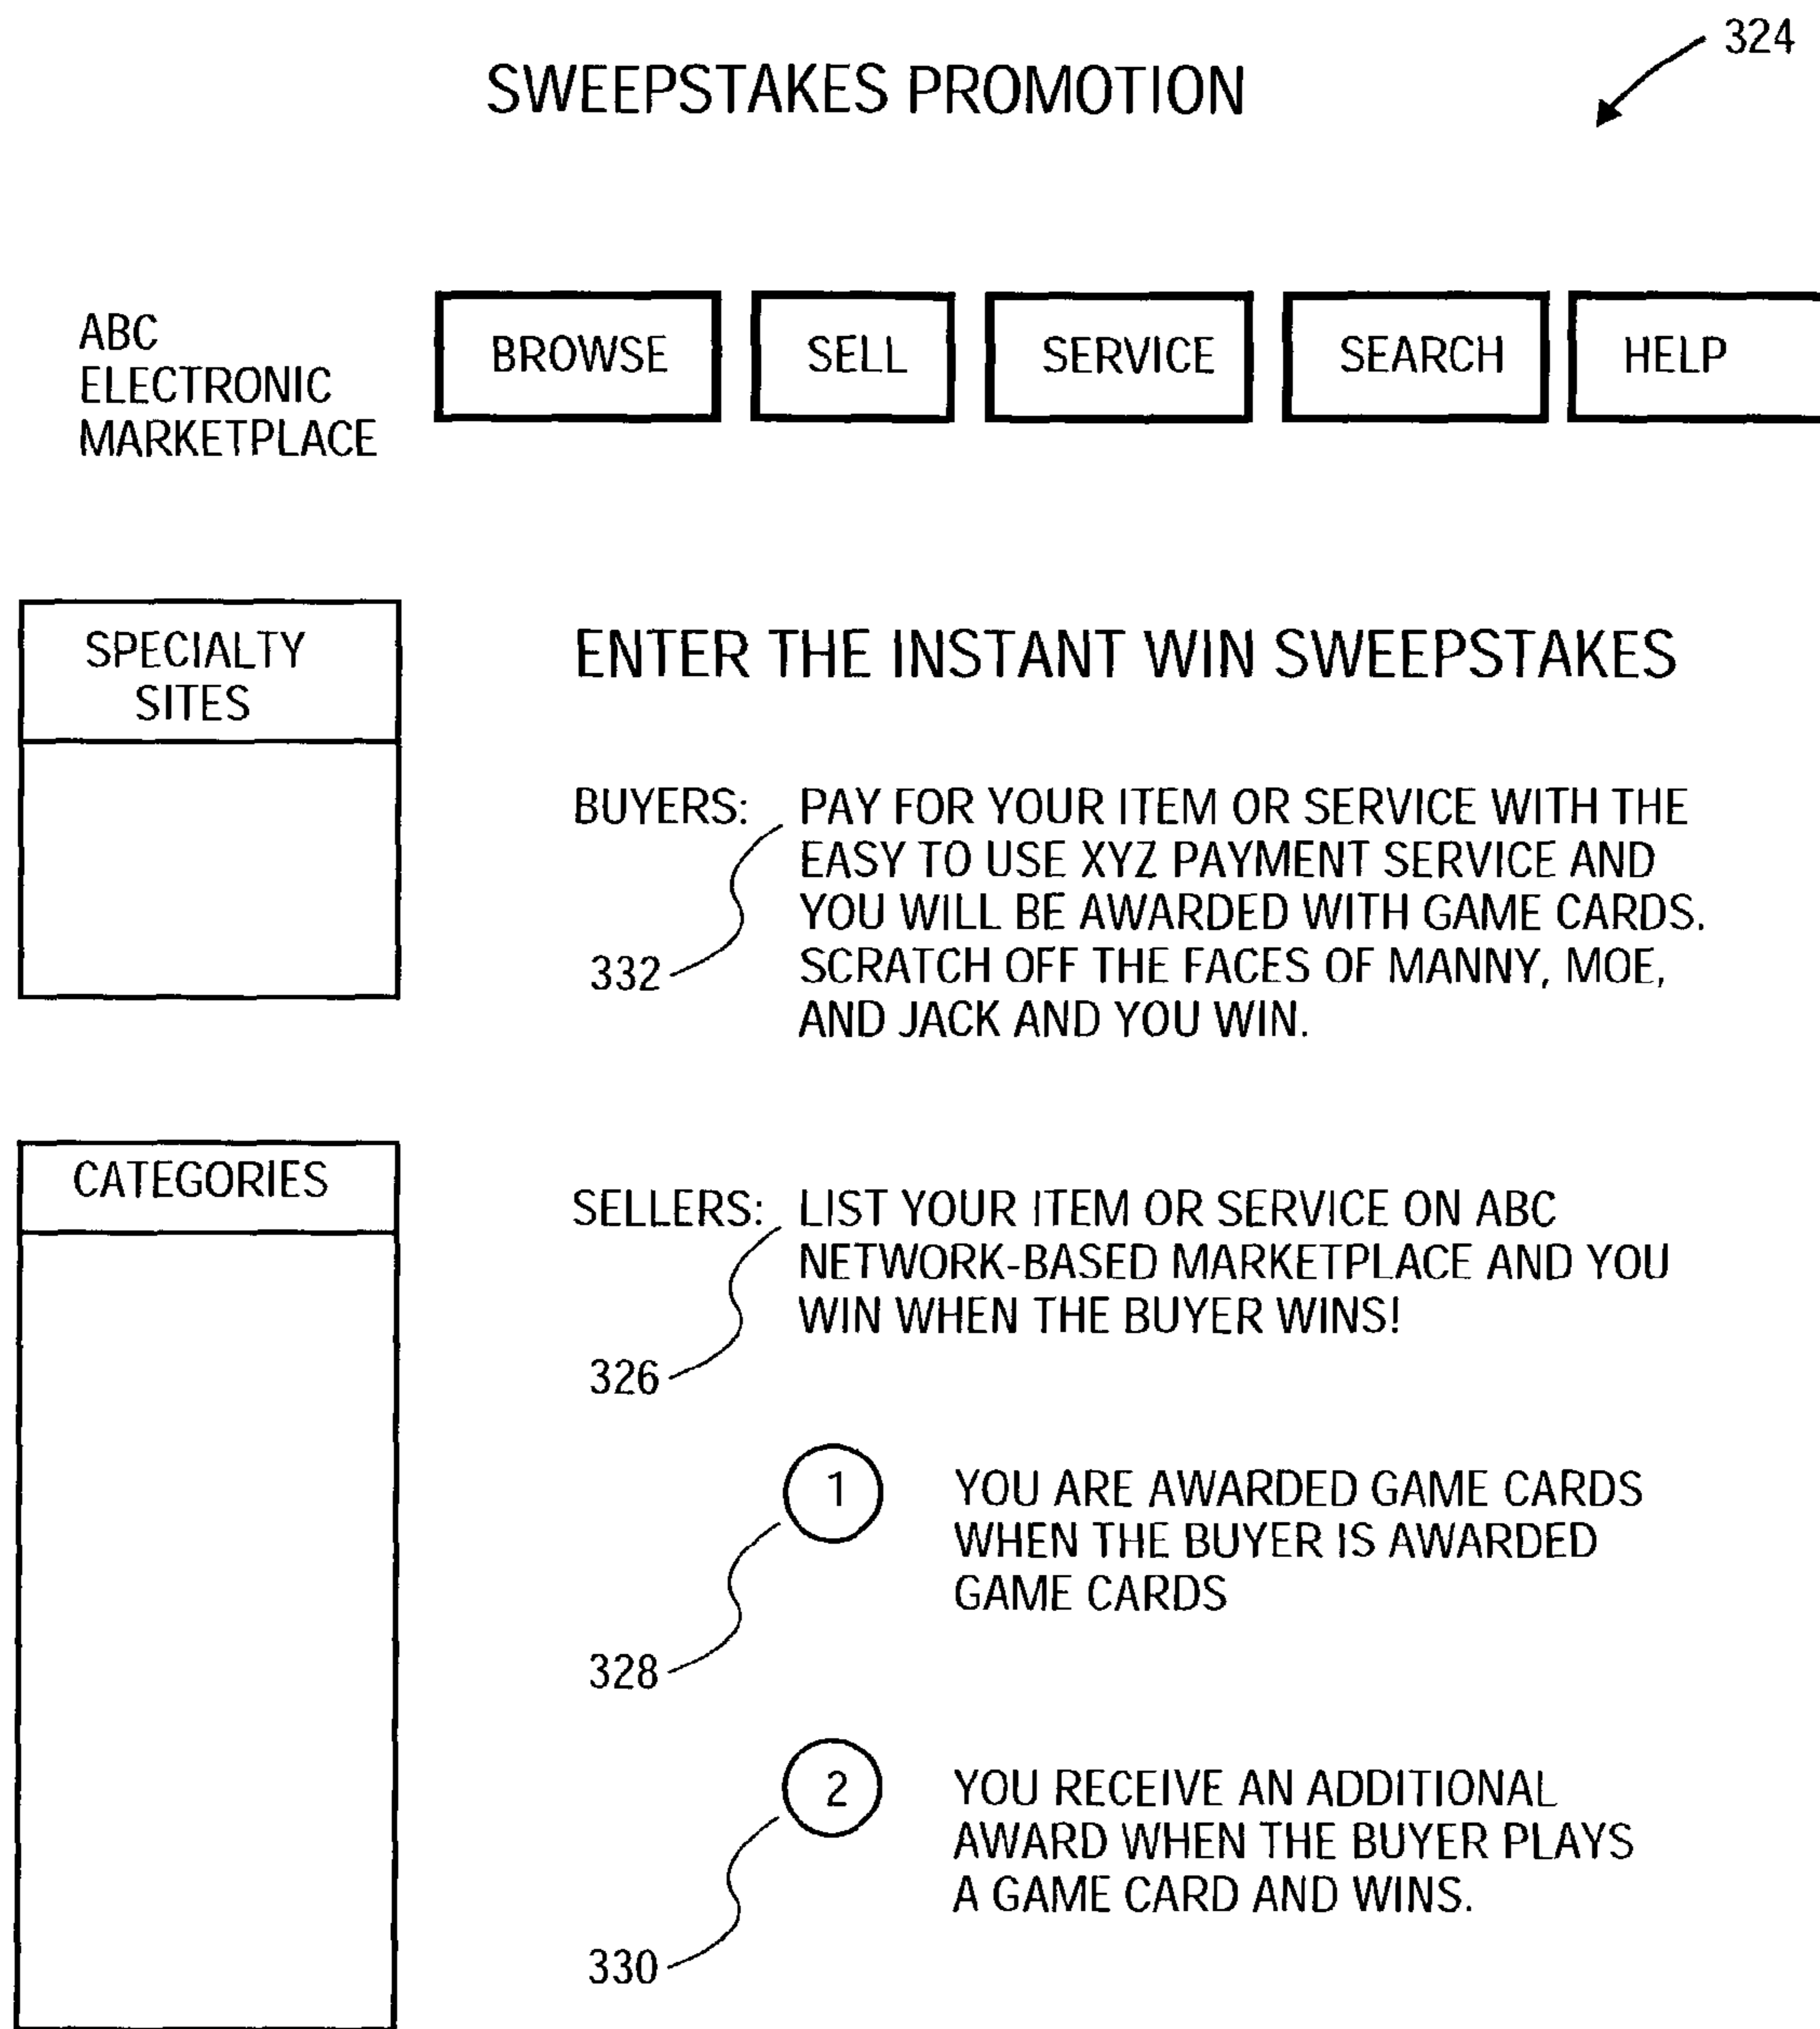 324
SWEEPSTAKES PROMOTION
ABC
ELECTRONIC
MARKETPLACE
BROWSE
SELL
SERVICE
SEARCH
HELP
SPECIALTY
SITES
ENTER THE INSTANT WIN SWEEPSTAKES
BUYERS: PAY FOR YOUR ITEM OR SERVICE WITH THE
EASY TO USE XYZ PAYMENT SERVICE AND
YOU WILL BE AWARDED WITH GAME CARDS.
SCRATCH OFF THE FACES OF MANNY, MOE,
AND JACK AND YOU WIN.
332
CATEGORIES
SELLERS: LIST YOUR ITEM OR SERVICE ON ABC
NETWORK-BASED MARKETPLACE AND YOU
WIN WHEN THE BUYER WINS!
326
1
YOU ARE AWARDED GAME CARDS
WHEN THE BUYER IS AWARDED
GAME CARDS
328
2
YOU RECEIVE AN ADDITIONAL
AWARD WHEN THE BUYER PLAYS
A GAME CARD AND WINS.
330